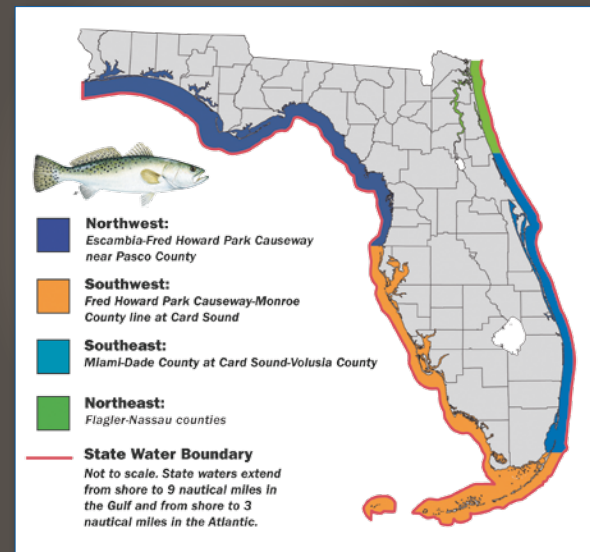 Northwest:
Escambia-Fred Howard Park Causeway
near Pasco County
Southwest:
Fred Howard Park Causeway-Monroe
County line at Card Sound
Southeast:
Miami-Dade County at Card Sound-Volusia County
Northeast:
Flagler-Nassau counties
State Water Boundary
Not to scale. State waters extend
from shore to 9 nautical miles in
the Gulf and from shore to 3
nautical miles in the Atlantic.